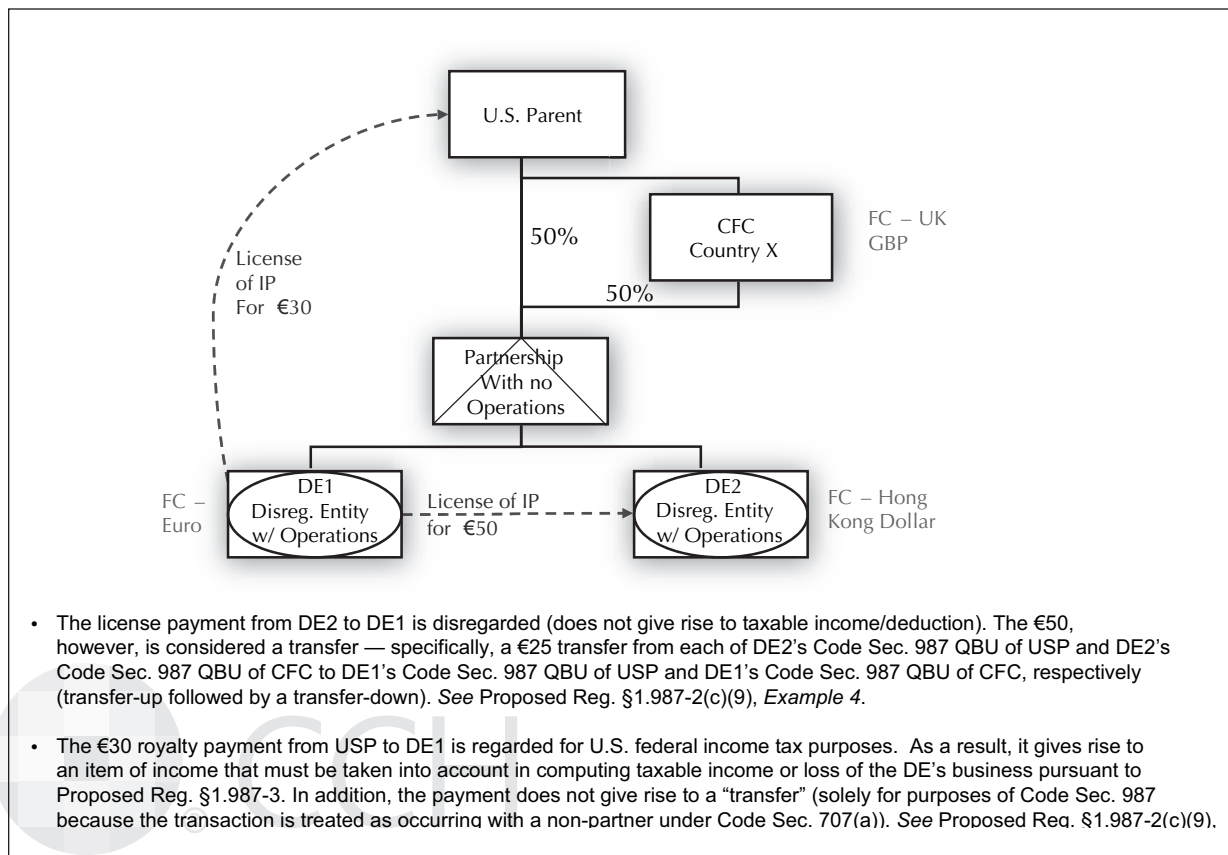 U.S. Parent
CFC
Country X
FC – UK
GBP
50%
50%
License
of IP
For €30
Partnership
With no
Operations
FC –
Euro
DE1
Disreg. Entity
w/ Operations
License of IP
for €50
DE2
Disreg. Entity
w/ Operations
FC – Hong
Kong Dollar
• The license payment from DE2 to DE1 is disregarded (does not give rise to taxable income/deduction). The €50,
however, is considered a transfer — specifically, a €25 transfer from each of DE2’s Code Sec. 987 QBU of USP and DE2’s
Code Sec. 987 QBU of CFC to DE1’s Code Sec. 987 QBU of USP and DE1’s Code Sec. 987 QBU of CFC, respectively
(transfer-up followed by a transfer-down). See Proposed Reg. §1.987-2(c)(9), Example 4.
• The €30 royalty payment from USP to DE1 is regarded for U.S. federal income tax purposes. As a result, it gives rise to
an item of income that must be taken into account in computing taxable income or loss of the DE’s business pursuant to
Proposed Reg. §1.987-3. In addition, the payment does not give rise to a “transfer” (solely for purposes of Code Sec. 987
because the transaction is treated as occurring with a non-partner under Code Sec. 707(a)). See Proposed Reg. §1.987-2(c)(9),
CCH
®